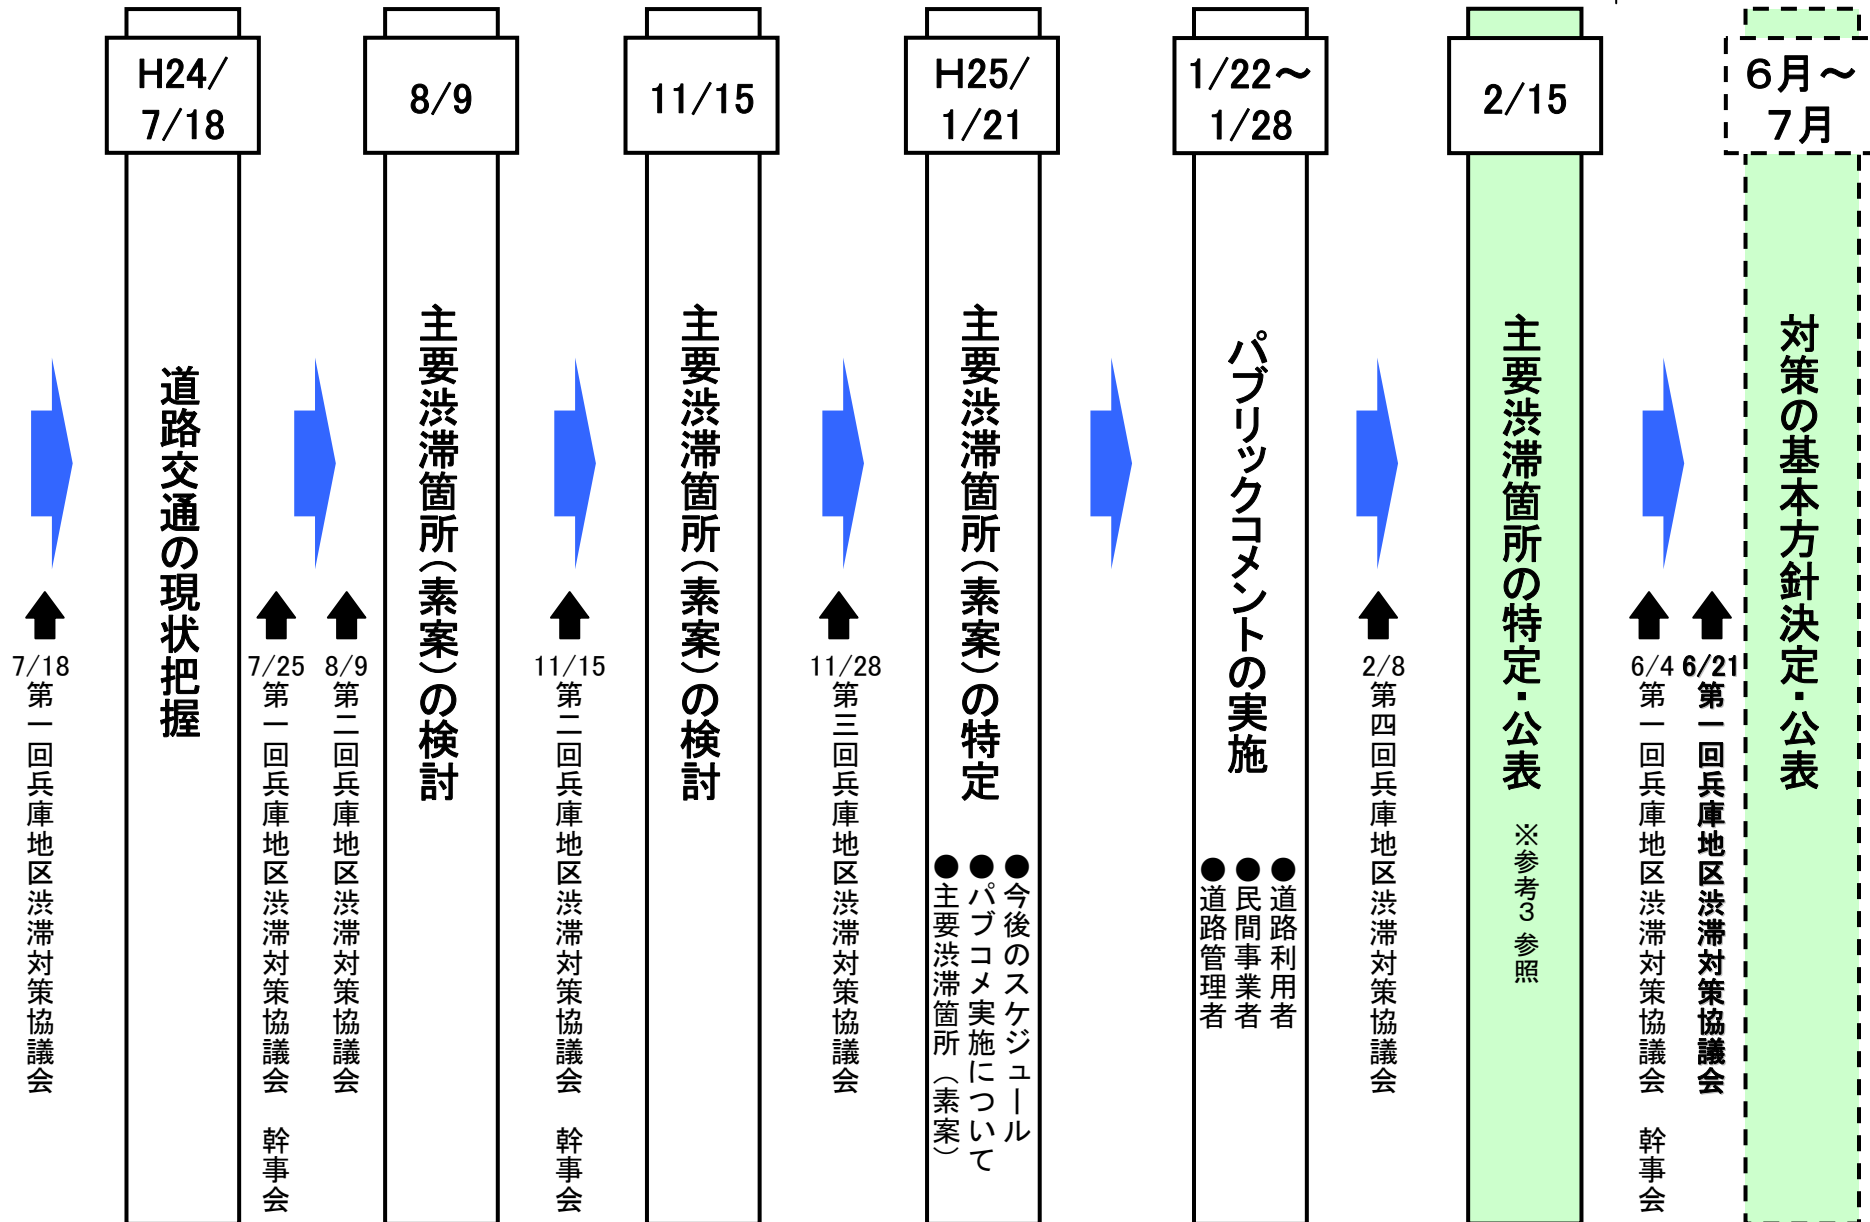 H24/
7/18
道路交通の現状把握
8/9
主要渋滞箇所（素案）の検討
11/15
主要渋滞箇所（素案）の検討
H25/
1/21
主要渋滞箇所（素案）の特定
●今後のスケジュール
●パブコメ実施について
●主要渋滞箇所（素案）
1/22～
1/28
パブリックコメントの実施
●道路利用者
●民間事業者
●道路管理者
2/15
主要渋滞箇所の特定・公表 ※参考３ 参照
６月～
７月
対策の基本方針決定・公表
7/18
第一回兵庫地区渋滞対策協議会
7/25
第一回兵庫地区渋滞対策協議会 幹事会
8/9
第二回兵庫地区渋滞対策協議会
11/15
第二回兵庫地区渋滞対策協議会 幹事会
11/28
第三回兵庫地区渋滞対策協議会
2/8
第四回兵庫地区渋滞対策協議会
6/4
第一回兵庫地区渋滞対策協議会 幹事会
6/21
第一回兵庫地区渋滞対策協議会